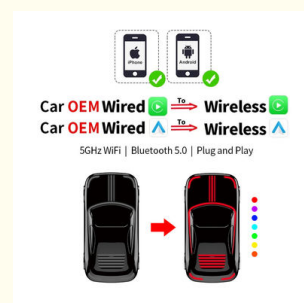 iPhone
Android
Car OEM Wired To Wireless
Car OEM Wired To Wireless
5GHz WiFi | Bluetooth 5.0 | Plug and Play